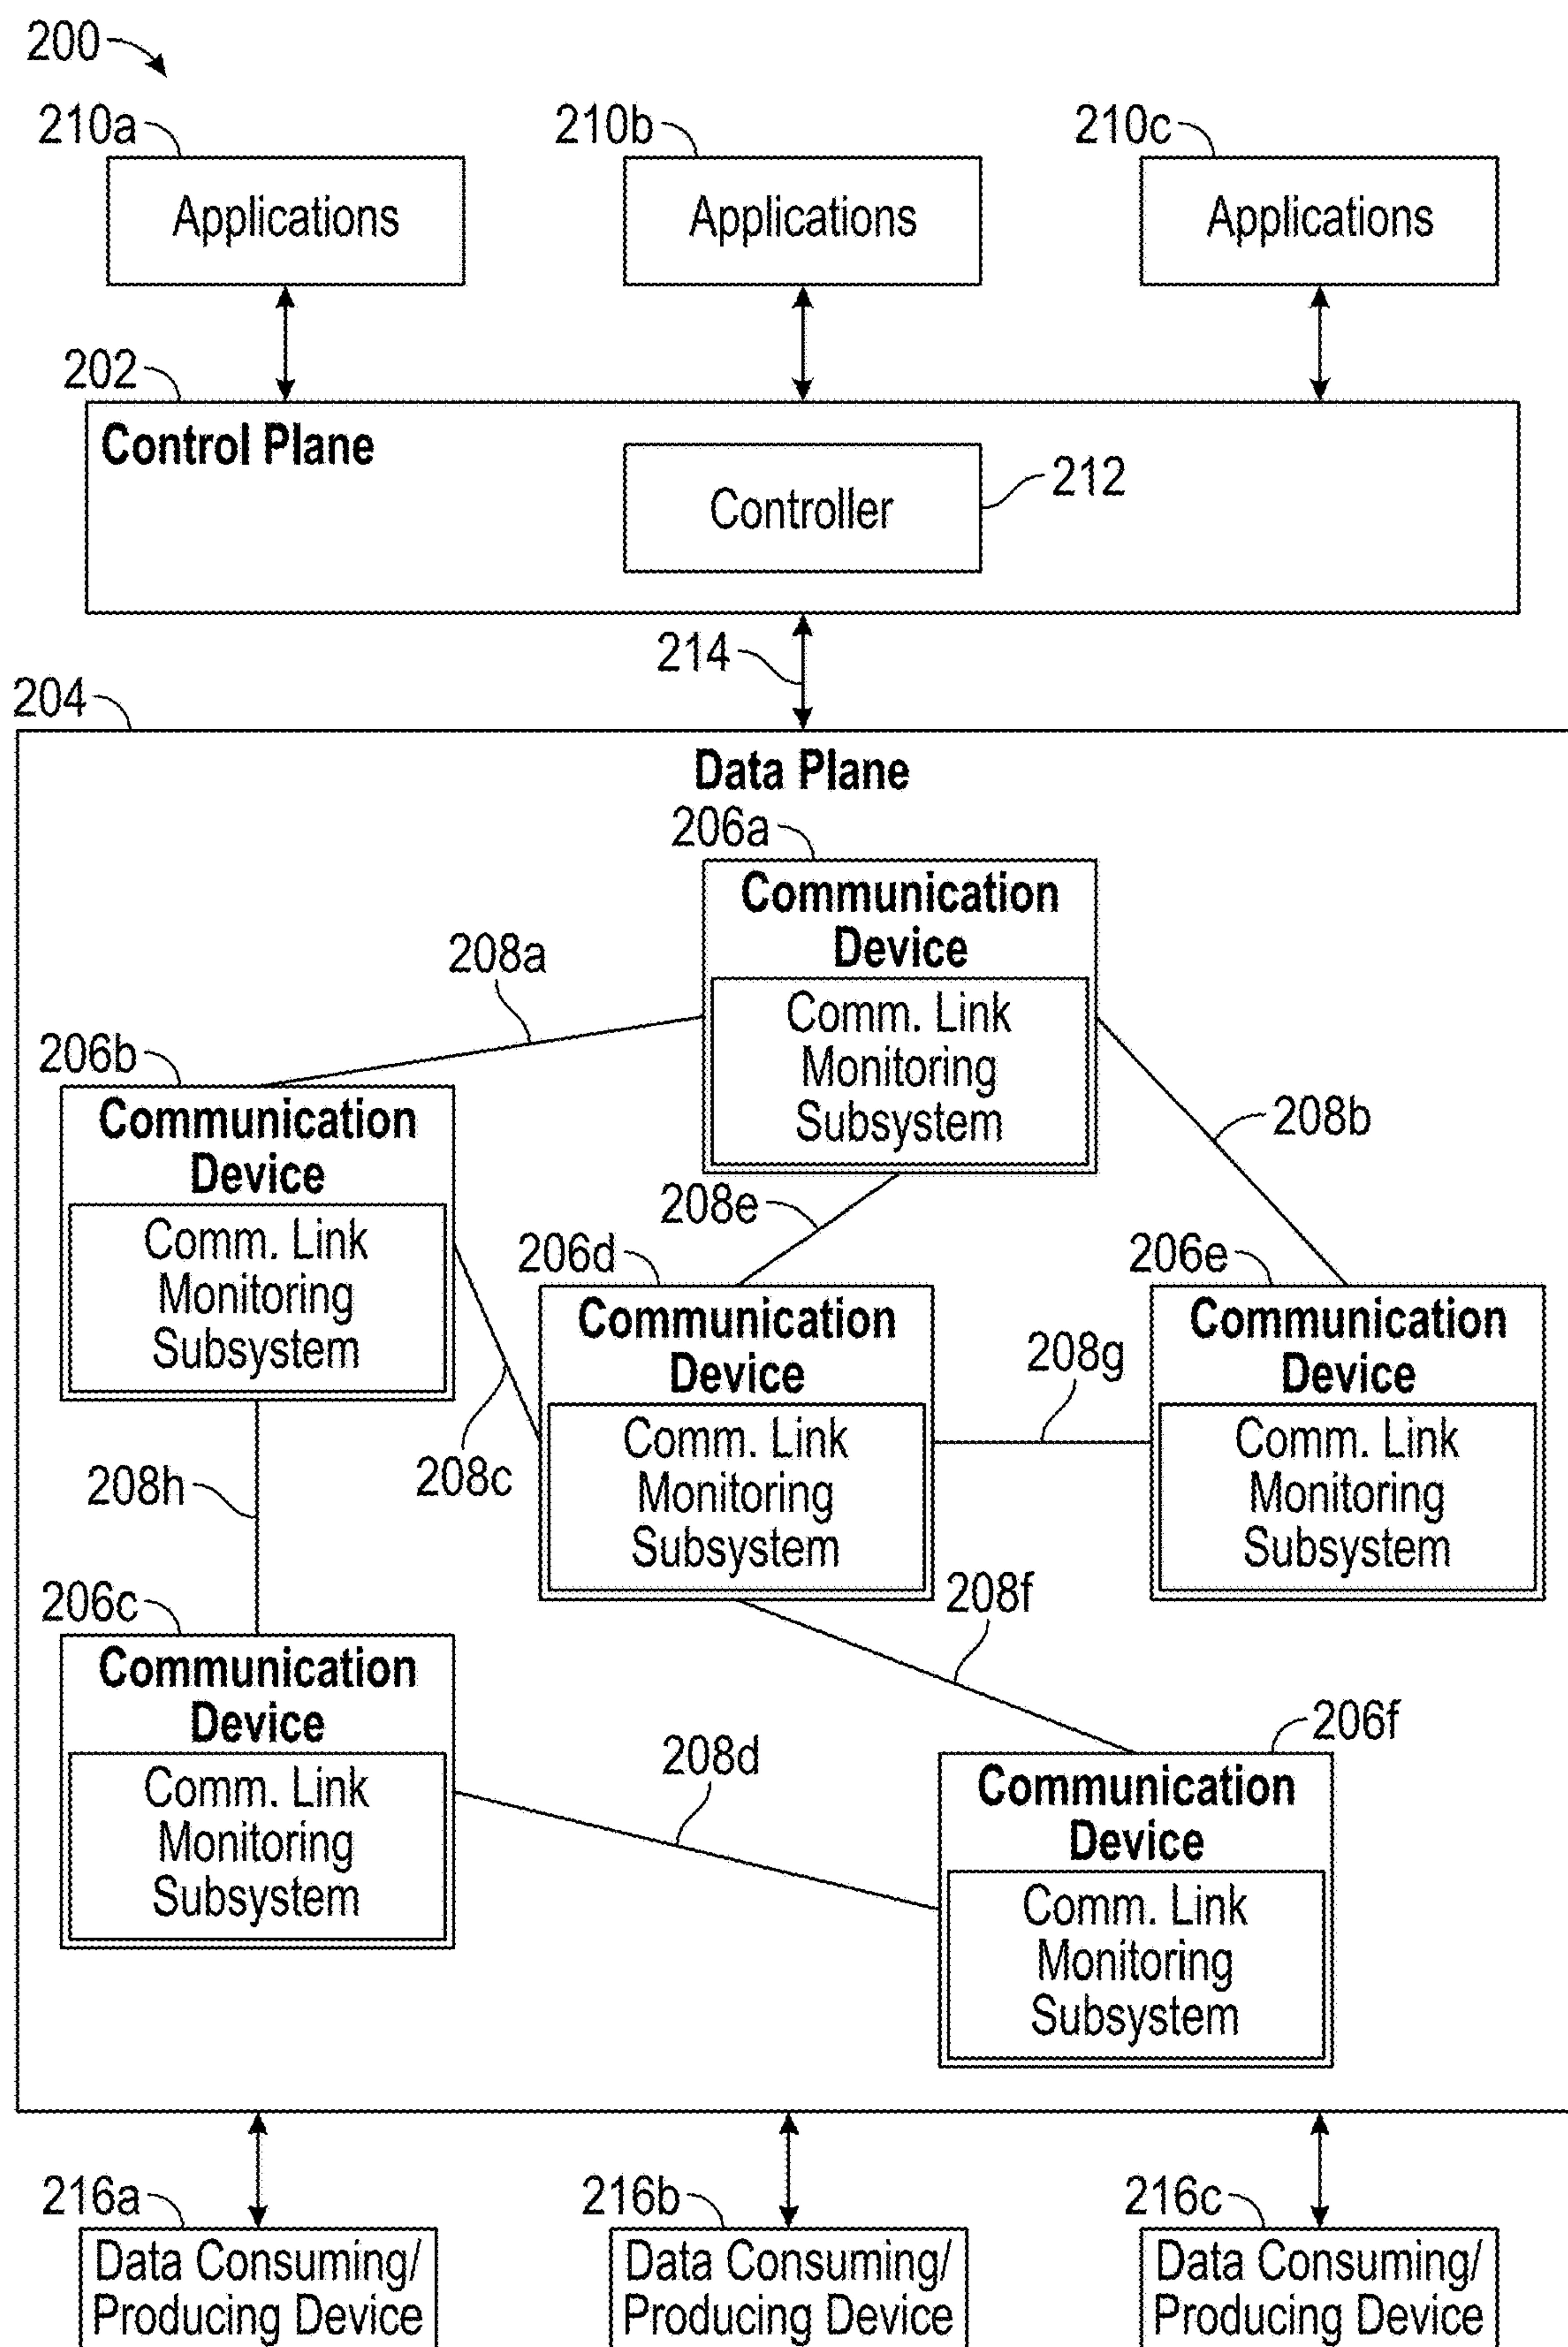 200
210a
210b
210c
Applications
Applications
Applications
202
Control Plane
Controller
212
214
204
Data Plane
206a
Communication
Device
Comm. Link
Monitoring
Subsystem
208a
208b
206b
Communication
Device
Comm. Link
Monitoring
Subsystem
208e
206d
Communication
Device
Comm. Link
Monitoring
Subsystem
206e
Communication
Device
Comm. Link
Monitoring
Subsystem
208g
208c
208h
208f
206c
Communication
Device
Comm. Link
Monitoring
Subsystem
208d
206f
Communication
Device
Comm. Link
Monitoring
Subsystem
216a
216b
216c
Data Consuming/
Producing Device
Data Consuming/
Producing Device
Data Consuming/
Producing Device